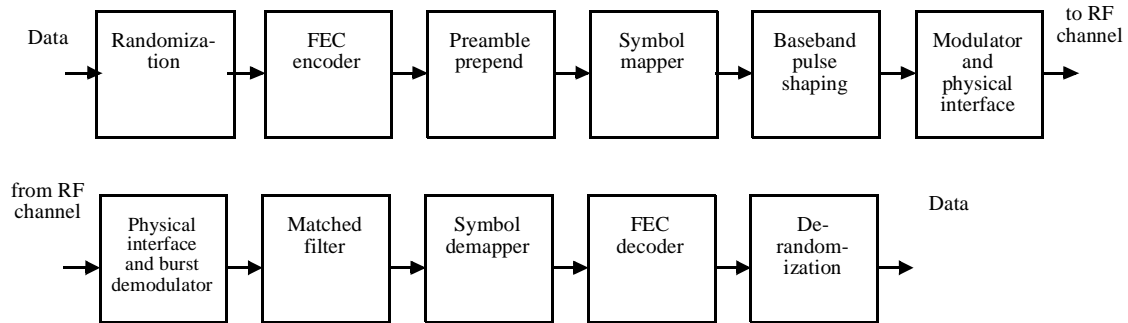 Data
Randomiza-
tion
FEC
encoder
Preamble
prepend
Symbol
mapper
Baseband
pulse
shaping
Modulator
and
physical
interface
to RF
channel
from RF
channel
Physical
interface
and burst
demodulator
Matched
filter
Symbol
demapper
FEC
decoder
De-
random-
ization
Data